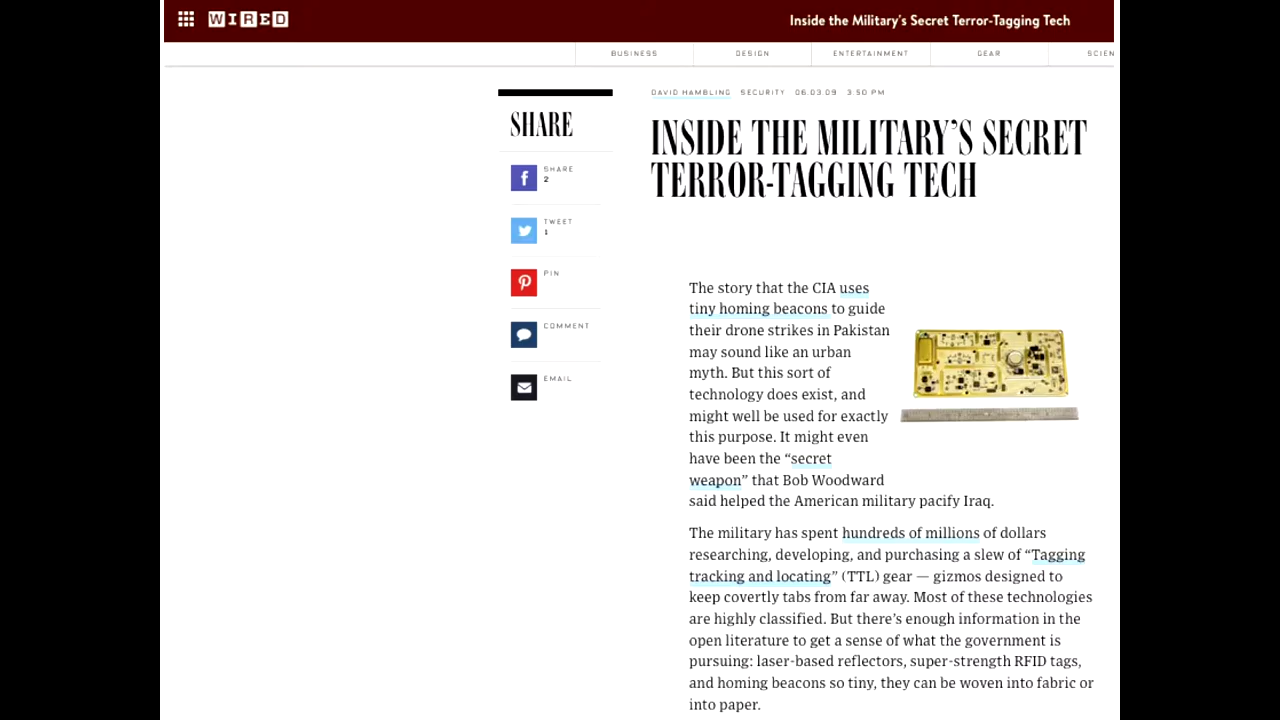 WIRED
Inside the Military's Secret Terror-Tagging Tech
BUSINESS DESIGN ENTERTAINMENT GEAR SCIEN
DAVID HAMBLING SECURITY 06.03.09 3:50 PM
SHARE
SHARE
2
TWEET
1
PIN
COMMENT
EMAIL
INSIDE THE MILITARY'S SECRET
TERROR-TAGGING TECH
The story that the CIA uses
tiny homing beacons to guide
their drone strikes in Pakistan
may sound like an urban
myth. But this sort of
technology does exist, and
might well be used for exactly
this purpose. It might even
have been the “secret
weapon” that Bob Woodward
said helped the American military pacify Iraq.
The military has spent hundreds of millions of dollars
researching, developing, and purchasing a slew of “Tagging
tracking and locating” (TTL) gear — gizmos designed to
keep covertly tabs from far away. Most of these technologies
are highly classified. But there’s enough information in the
open literature to get a sense of what the government is
pursuing: laser-based reflectors, super-strength RFID tags,
and homing beacons so tiny, they can be woven into fabric or
into paper.